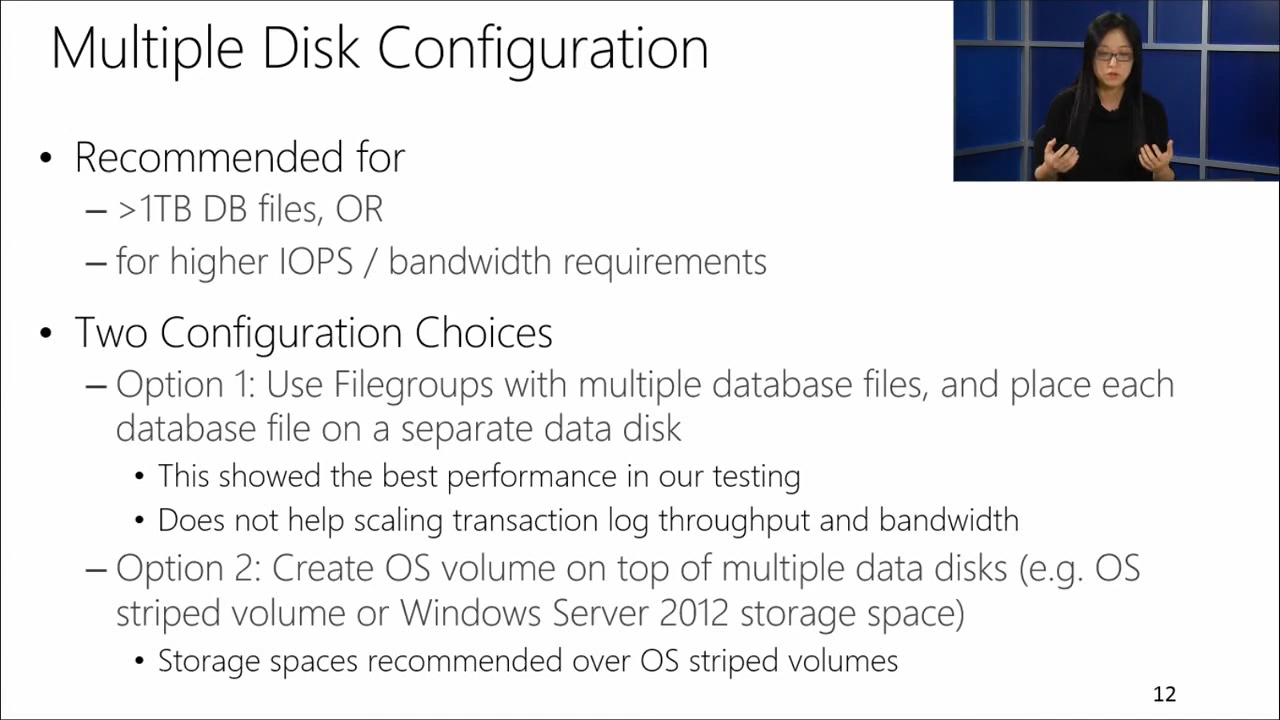 Multiple Disk Configuration
• Recommended for
– >1TB DB files, OR
– for higher IOPS / bandwidth requirements
• Two Configuration Choices
– Option 1: Use Filegroups with multiple database files, and place each
database file on a separate data disk
• This showed the best performance in our testing
• Does not help scaling transaction log throughput and bandwidth
– Option 2: Create OS volume on top of multiple data disks (e.g. OS
striped volume or Windows Server 2012 storage space)
• Storage spaces recommended over OS striped volumes
12